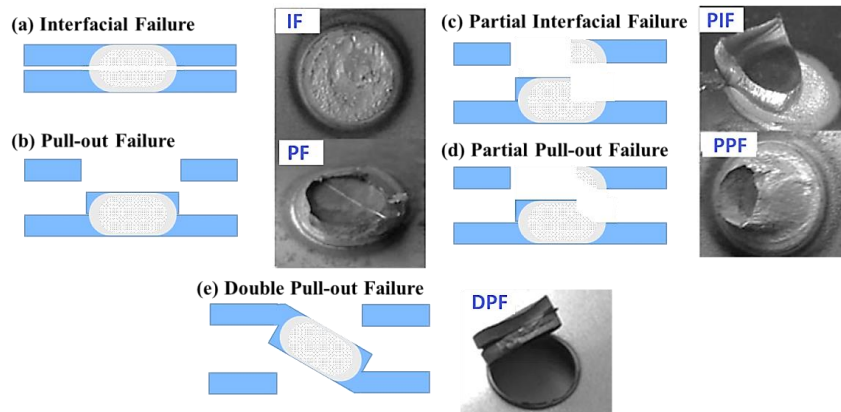 (a) Interfacial Failure
IF
(b) Pull-out Failure
PF
(c) Partial Interfacial Failure
PIF
(d) Partial Pull-out Failure
PPF
(e) Double Pull-out Failure
DPF